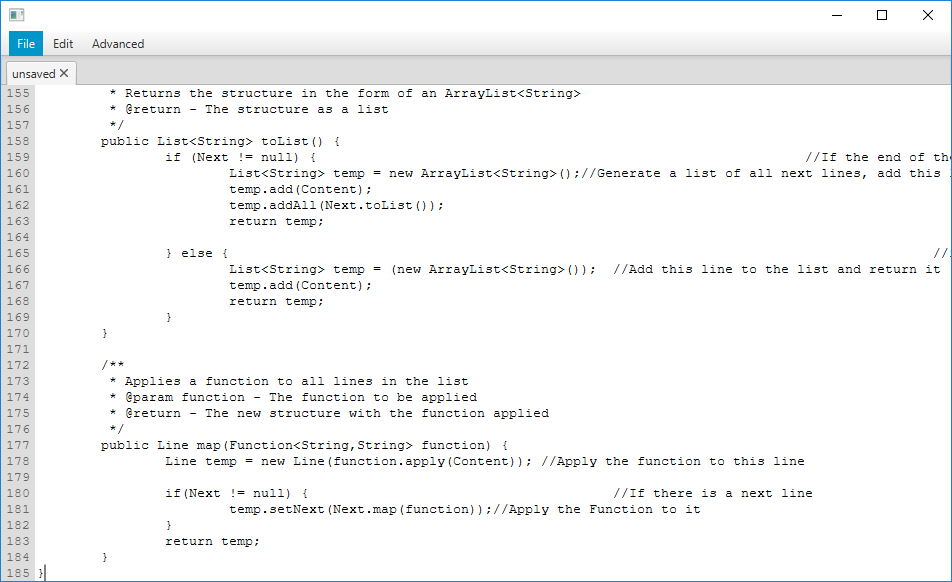 File Edit Advanced
unsaved
155 * Returns the structure in the form of an ArrayList<String>
156 * @return - The structure as a list
157 */
158 public List<String> toList() {
159 if (Next != null) { //If the end of the
160 List<String> temp = new ArrayList<String>();//Generate a list of all next lines, add this
161 temp.add(Content);
162 temp.addAll(Next.toList());
163 return temp;
164
165 } else { //
166 List<String> temp = (new ArrayList<String>()); //Add this line to the list and return it
167 temp.add(Content);
168 return temp;
169 }
170 }
171
172 /**
173 * Applies a function to all lines in the list
174 * @param function - The function to be applied
175 * @return - The new structure with the function applied
176 */
177 public Line map(Function<String,String> function) {
178 Line temp = new Line(function.apply(Content)); //Apply the function to this line
179
180 if(Next != null) { //If there is a next line
181 temp.setNext(Next.map(function));//Apply the Function to it
182 }
183 return temp;
184 }
185 }